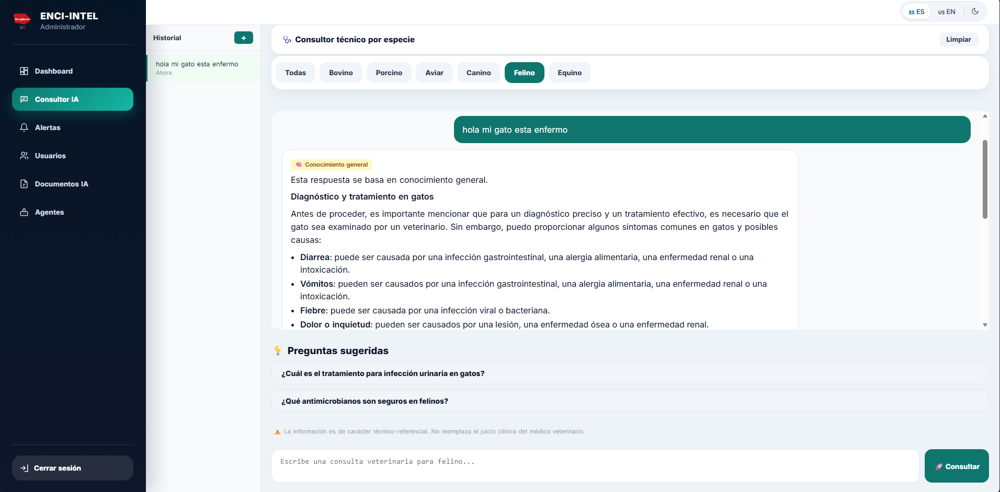 Encipharm
ENCI-INTEL
Administrador
Dashboard
Consultor IA
Alertas
Usuarios
Documentos IA
Agentes
Cerrar sesión
ES ES
US EN
Historial
+
hola mi gato esta enfermo
Ahora
Consultor técnico por especie
Limpiar
Todas
Bovino
Porcino
Aviar
Canino
Felino
Equino
hola mi gato esta enfermo
Conocimiento general
Esta respuesta se basa en conocimiento general.
Diagnóstico y tratamiento en gatos
Antes de proceder, es importante mencionar que para un diagnóstico preciso y un tratamiento efectivo, es necesario que el
gato sea examinado por un veterinario. Sin embargo, puedo proporcionar algunos síntomas comunes en gatos y posibles
causas:
• Diarrea: puede ser causada por una infección gastrointestinal, una alergia alimentaria, una enfermedad renal o una
intoxicación.
• Vómitos: pueden ser causados por una infección gastrointestinal, una alergia alimentaria, una enfermedad renal o una
intoxicación.
• Fiebre: puede ser causada por una infección viral o bacteriana.
• Dolor o inquietud: pueden ser causados por una lesión, una enfermedad ósea o una enfermedad renal.
Preguntas sugeridas
¿Cuál es el tratamiento para infección urinaria en gatos?
¿Qué antimicrobianos son seguros en felinos?
La información es de carácter técnico-referencial. No reemplaza el juicio clínico del médico veterinario.
Escribe una consulta veterinaria para felino...
Consultar